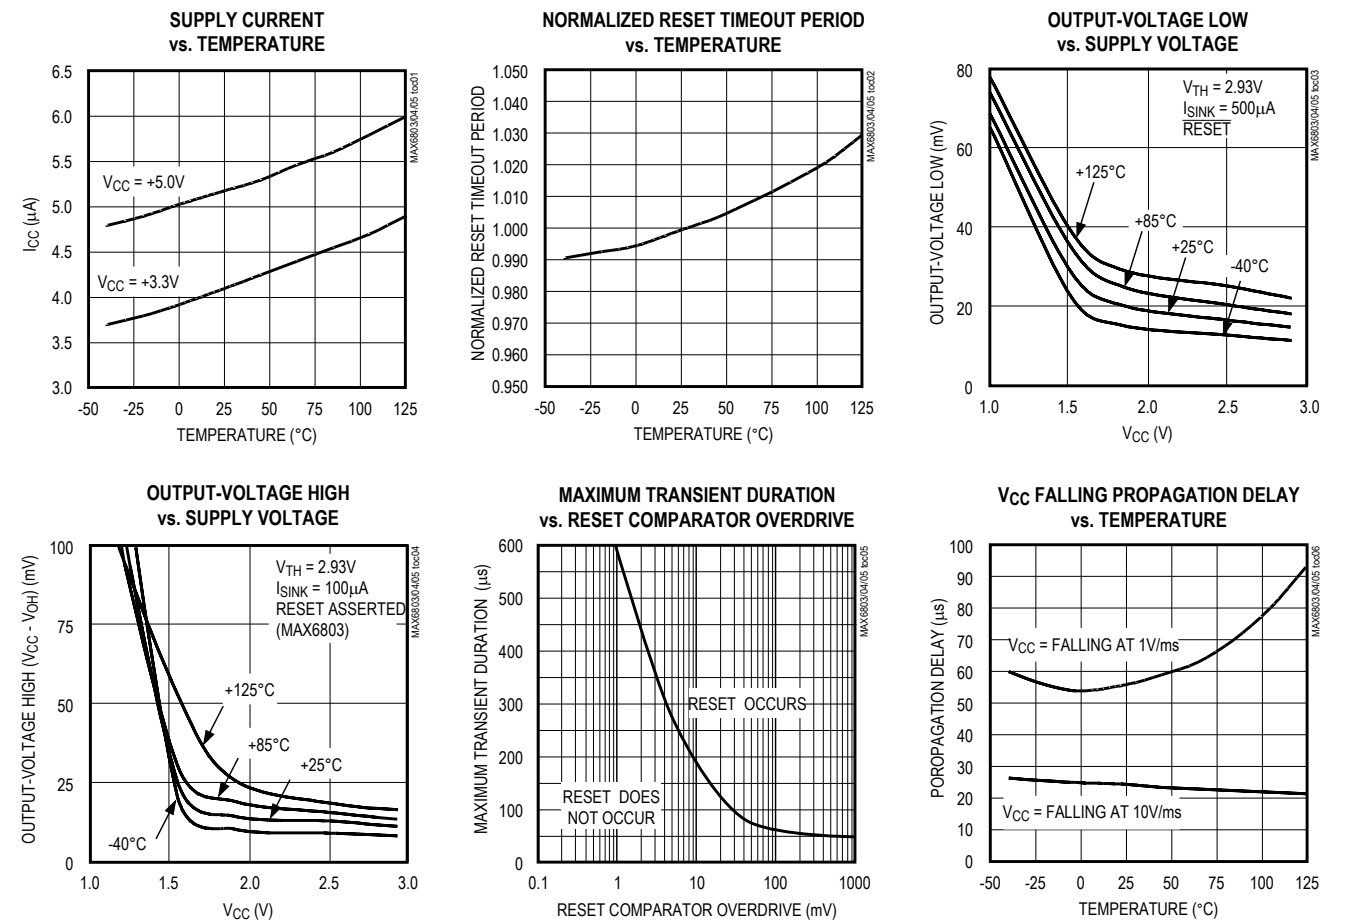 SUPPLY CURRENT
vs. TEMPERATURE
6.5
6.0
5.5
5.0
4.5
4.0
3.5
3.0
ICC (µA)
VCC = +5.0V
VCC = +3.3V
MAX6803/04/05 toc01
-50 -25 0 25 50 75 100 125
TEMPERATURE (°C)
NORMALIZED RESET TIMEOUT PERIOD
vs. TEMPERATURE
1.050
1.040
1.030
1.020
1.010
1.000
0.990
0.980
0.970
0.960
0.950
NORMALIZED RESET TIMEOUT PERIOD
MAX6803/04/05 toc02
-50 -25 0 25 50 75 100 125
TEMPERATURE (°C)
OUTPUT-VOLTAGE LOW
vs. SUPPLY VOLTAGE
80
60
40
20
0
OUTPUT-VOLTAGE LOW (mV)
VTH = 2.93V
ISINK = 500µA
RESET
+125°C
+85°C
+25°C
-40°C
MAX6803/04/05 toc03
1.0 1.5 2.0 2.5 3.0
VCC (V)
OUTPUT-VOLTAGE HIGH
vs. SUPPLY VOLTAGE
100
75
50
25
0
OUTPUT-VOLTAGE HIGH (VCC - VOH) (mV)
VTH = 2.93V
ISINK = 100µA
RESET ASSERTED
(MAX6803)
+125°C
+85°C
+25°C
-40°C
MAX6803/04/05 toc04
1.0 1.5 2.0 2.5 3.0
VCC (V)
MAXIMUM TRANSIENT DURATION
vs. RESET COMPARATOR OVERDRIVE
600
500
400
300
200
100
0
MAXIMUM TRANSIENT DURATION (µs)
RESET OCCURS
RESET DOES
NOT OCCUR
MAX6803/04/05 toc05
0.1 1 10 100 1000
RESET COMPARATOR OVERDRIVE (mV)
VCC FALLING PROPAGATION DELAY
vs. TEMPERATURE
100
90
80
70
60
50
40
30
20
10
0
POROPAGATION DELAY (µs)
VCC = FALLING AT 1V/ms
VCC = FALLING AT 10V/ms
MAX6803/04/05 toc06
-50 -25 0 25 50 75 100 125
TEMPERATURE (°C)